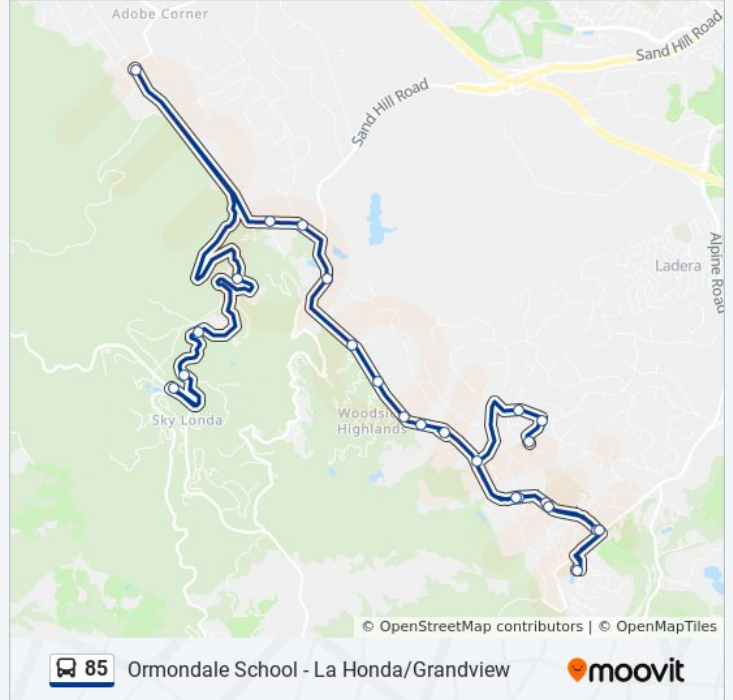 Adobe Corner
Sand Hill Road
Sand Hill Road
Alpine Road
Ladera
Woodsi
Highlands
Sky Londa
© OpenStreetMap contributors | © OpenMapTiles
85 Ormondale School - La Honda/Grandview
moovit